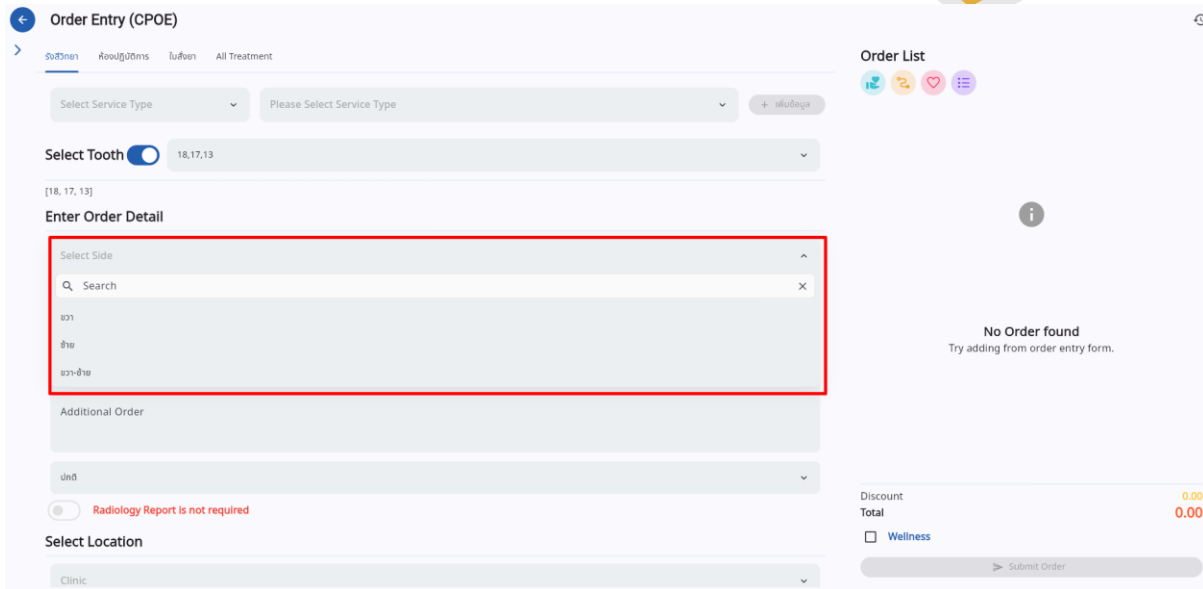 Order Entry (CPOE)
รังสีวิทยา ห้องปฏิบัติการ ใบสั่งยา All Treatment
Select Service Type
Please Select Service Type
+ เพิ่มข้อมูล
Select Tooth
18,17,13
[18, 17, 13]
Enter Order Detail
Select Side
Search
ขวา
ซ้าย
ขวา-ซ้าย
Additional Order
ปกติ
Radiology Report is not required
Select Location
Clinic
Order List
No Order found
Try adding from order entry form.
Discount 0.00
Total 0.00
Wellness
Submit Order